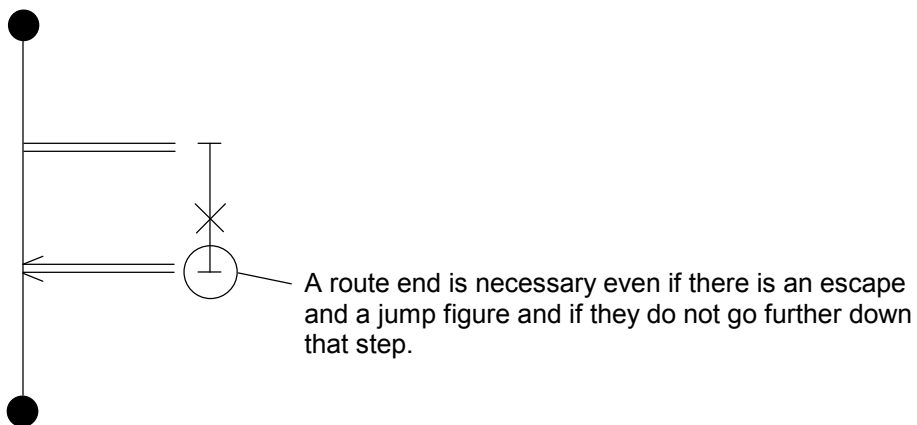 A route end is necessary even if there is an escape
and a jump figure and if they do not go further down
that step.